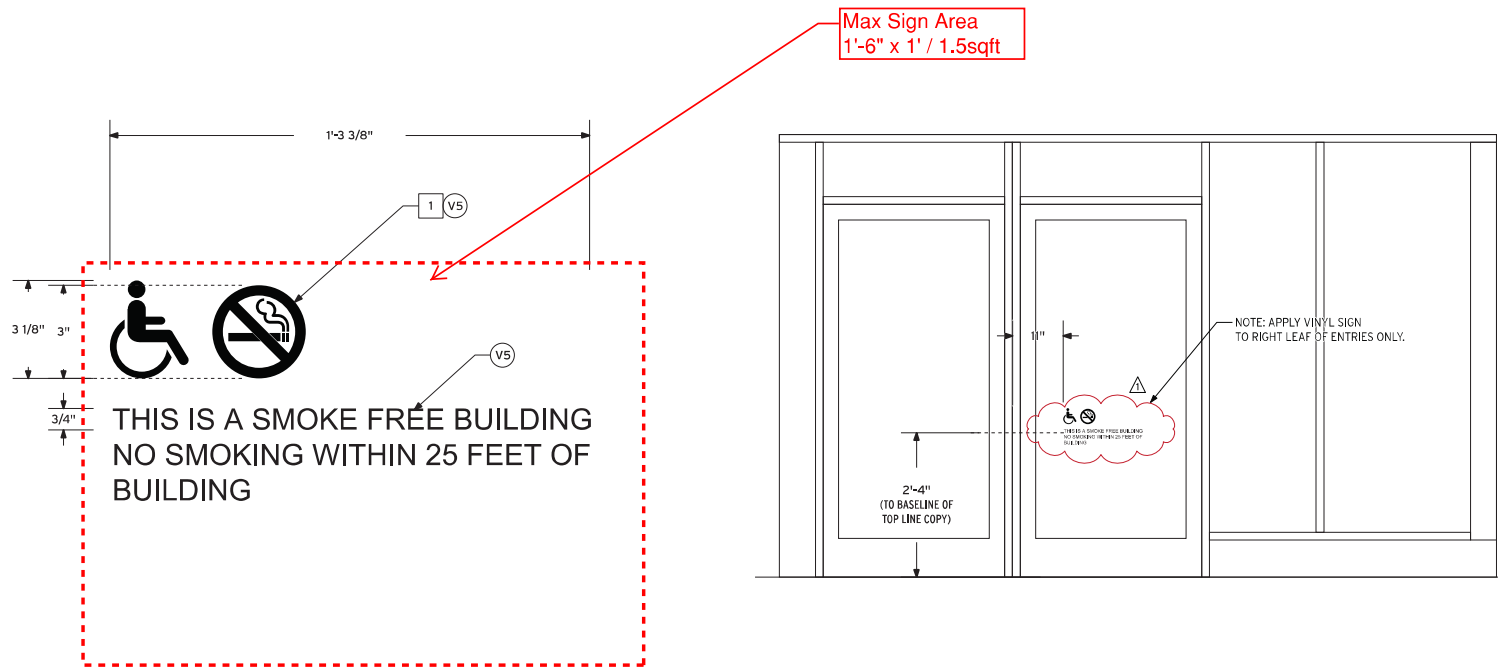 Max Sign Area
1'-6" x 1' / 1.5sqft
1'-3 3/8"
1 V5
3 1/8" 3"
V5
3/4"
THIS IS A SMOKE FREE BUILDING
NO SMOKING WITHIN 25 FEET OF
BUILDING
11"
NOTE: APPLY VINYL SIGN
TO RIGHT LEAF OF ENTRIES ONLY.
1
THIS IS A SMOKE FREE BUILDING
NO SMOKING WITHIN 25 FEET OF
BUILDING
2'-4"
(TO BASELINE OF
TOP LINE COPY)